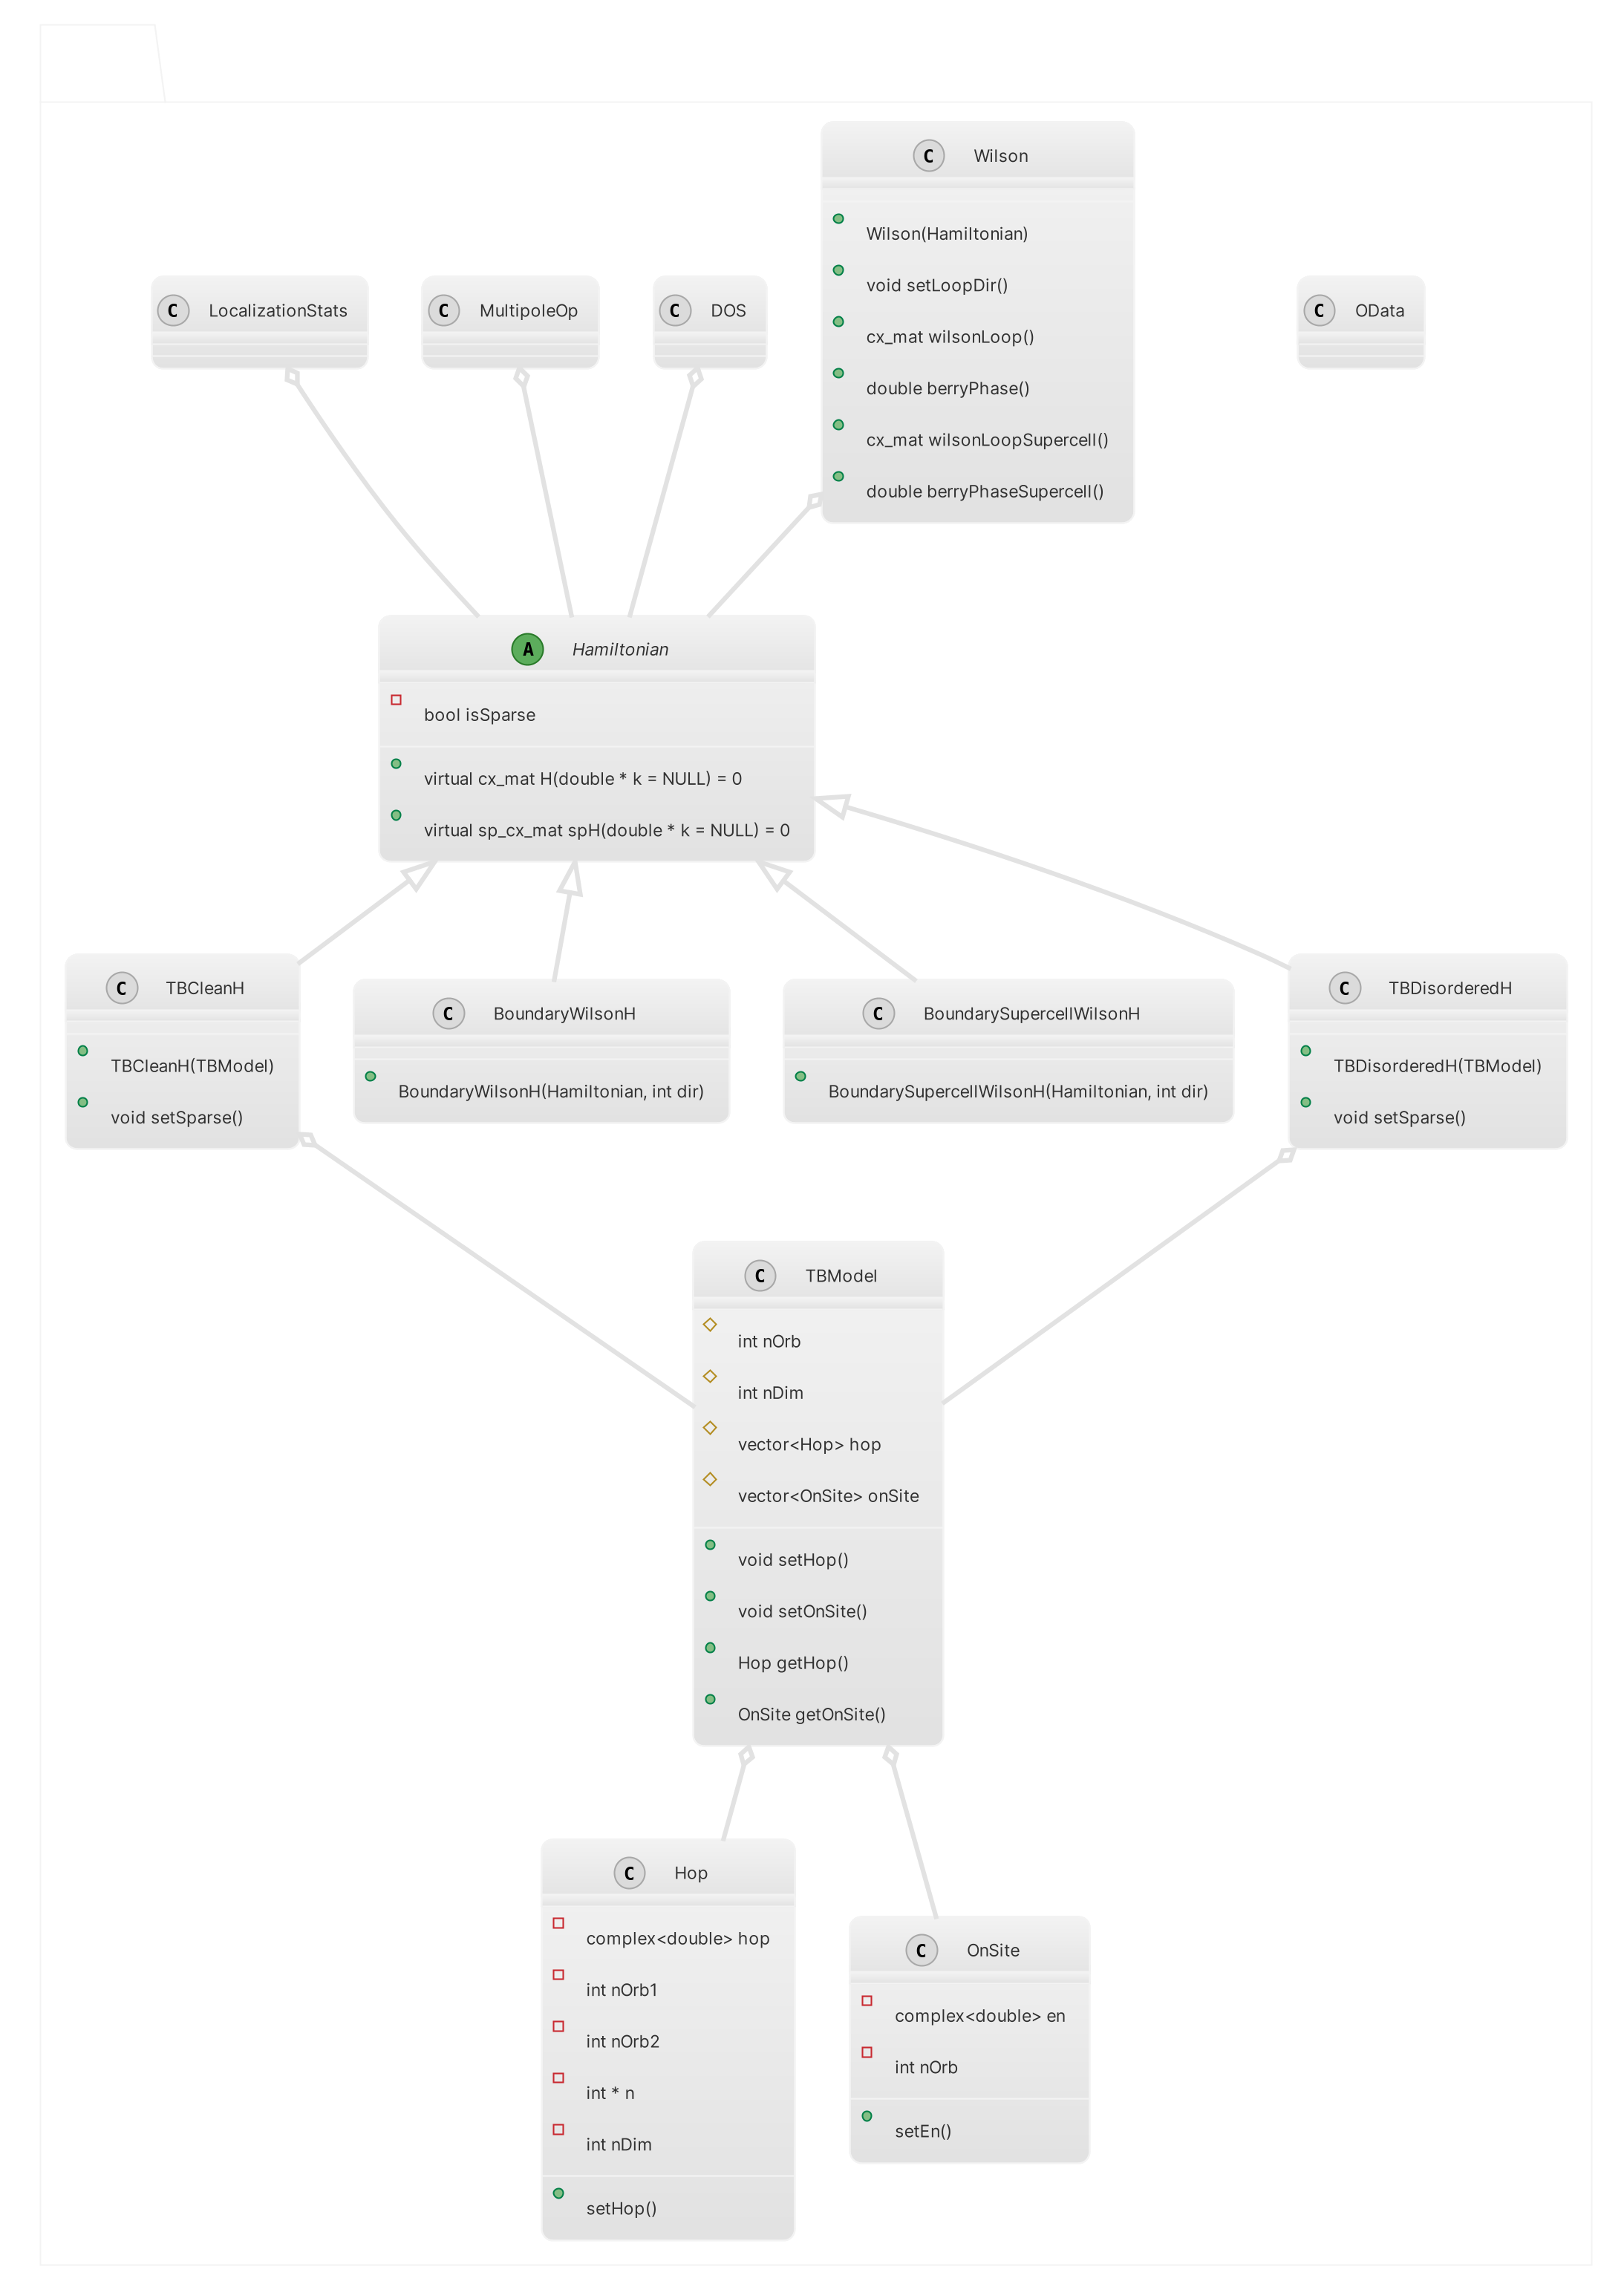 C Wilson
Wilson(Hamiltonian)
void setLoopDir()
cx_mat wilsonLoop()
double berryPhase()
cx_mat wilsonLoopSupercell()
double berryPhaseSupercell()
C LocalizationStats
C MultipoleOp
C DOS
C OData
A Hamiltonian
bool isSparse
virtual cx_mat H(double * k = NULL) = 0
virtual sp_cx_mat spH(double * k = NULL) = 0
C TBCleanH
TBCleanH(TBModel)
void setSparse()
C BoundaryWilsonH
BoundaryWilsonH(Hamiltonian, int dir)
C BoundarySupercellWilsonH
BoundarySupercellWilsonH(Hamiltonian, int dir)
C TBDisorderedH
TBDisorderedH(TBModel)
void setSparse()
C TBModel
int nOrb
int nDim
vector<Hop> hop
vector<OnSite> onSite
void setHop()
void setOnSite()
Hop getHop()
OnSite getOnSite()
C Hop
complex<double> hop
int nOrb1
int nOrb2
int * n
int nDim
setHop()
C OnSite
complex<double> en
int nOrb
setEn()